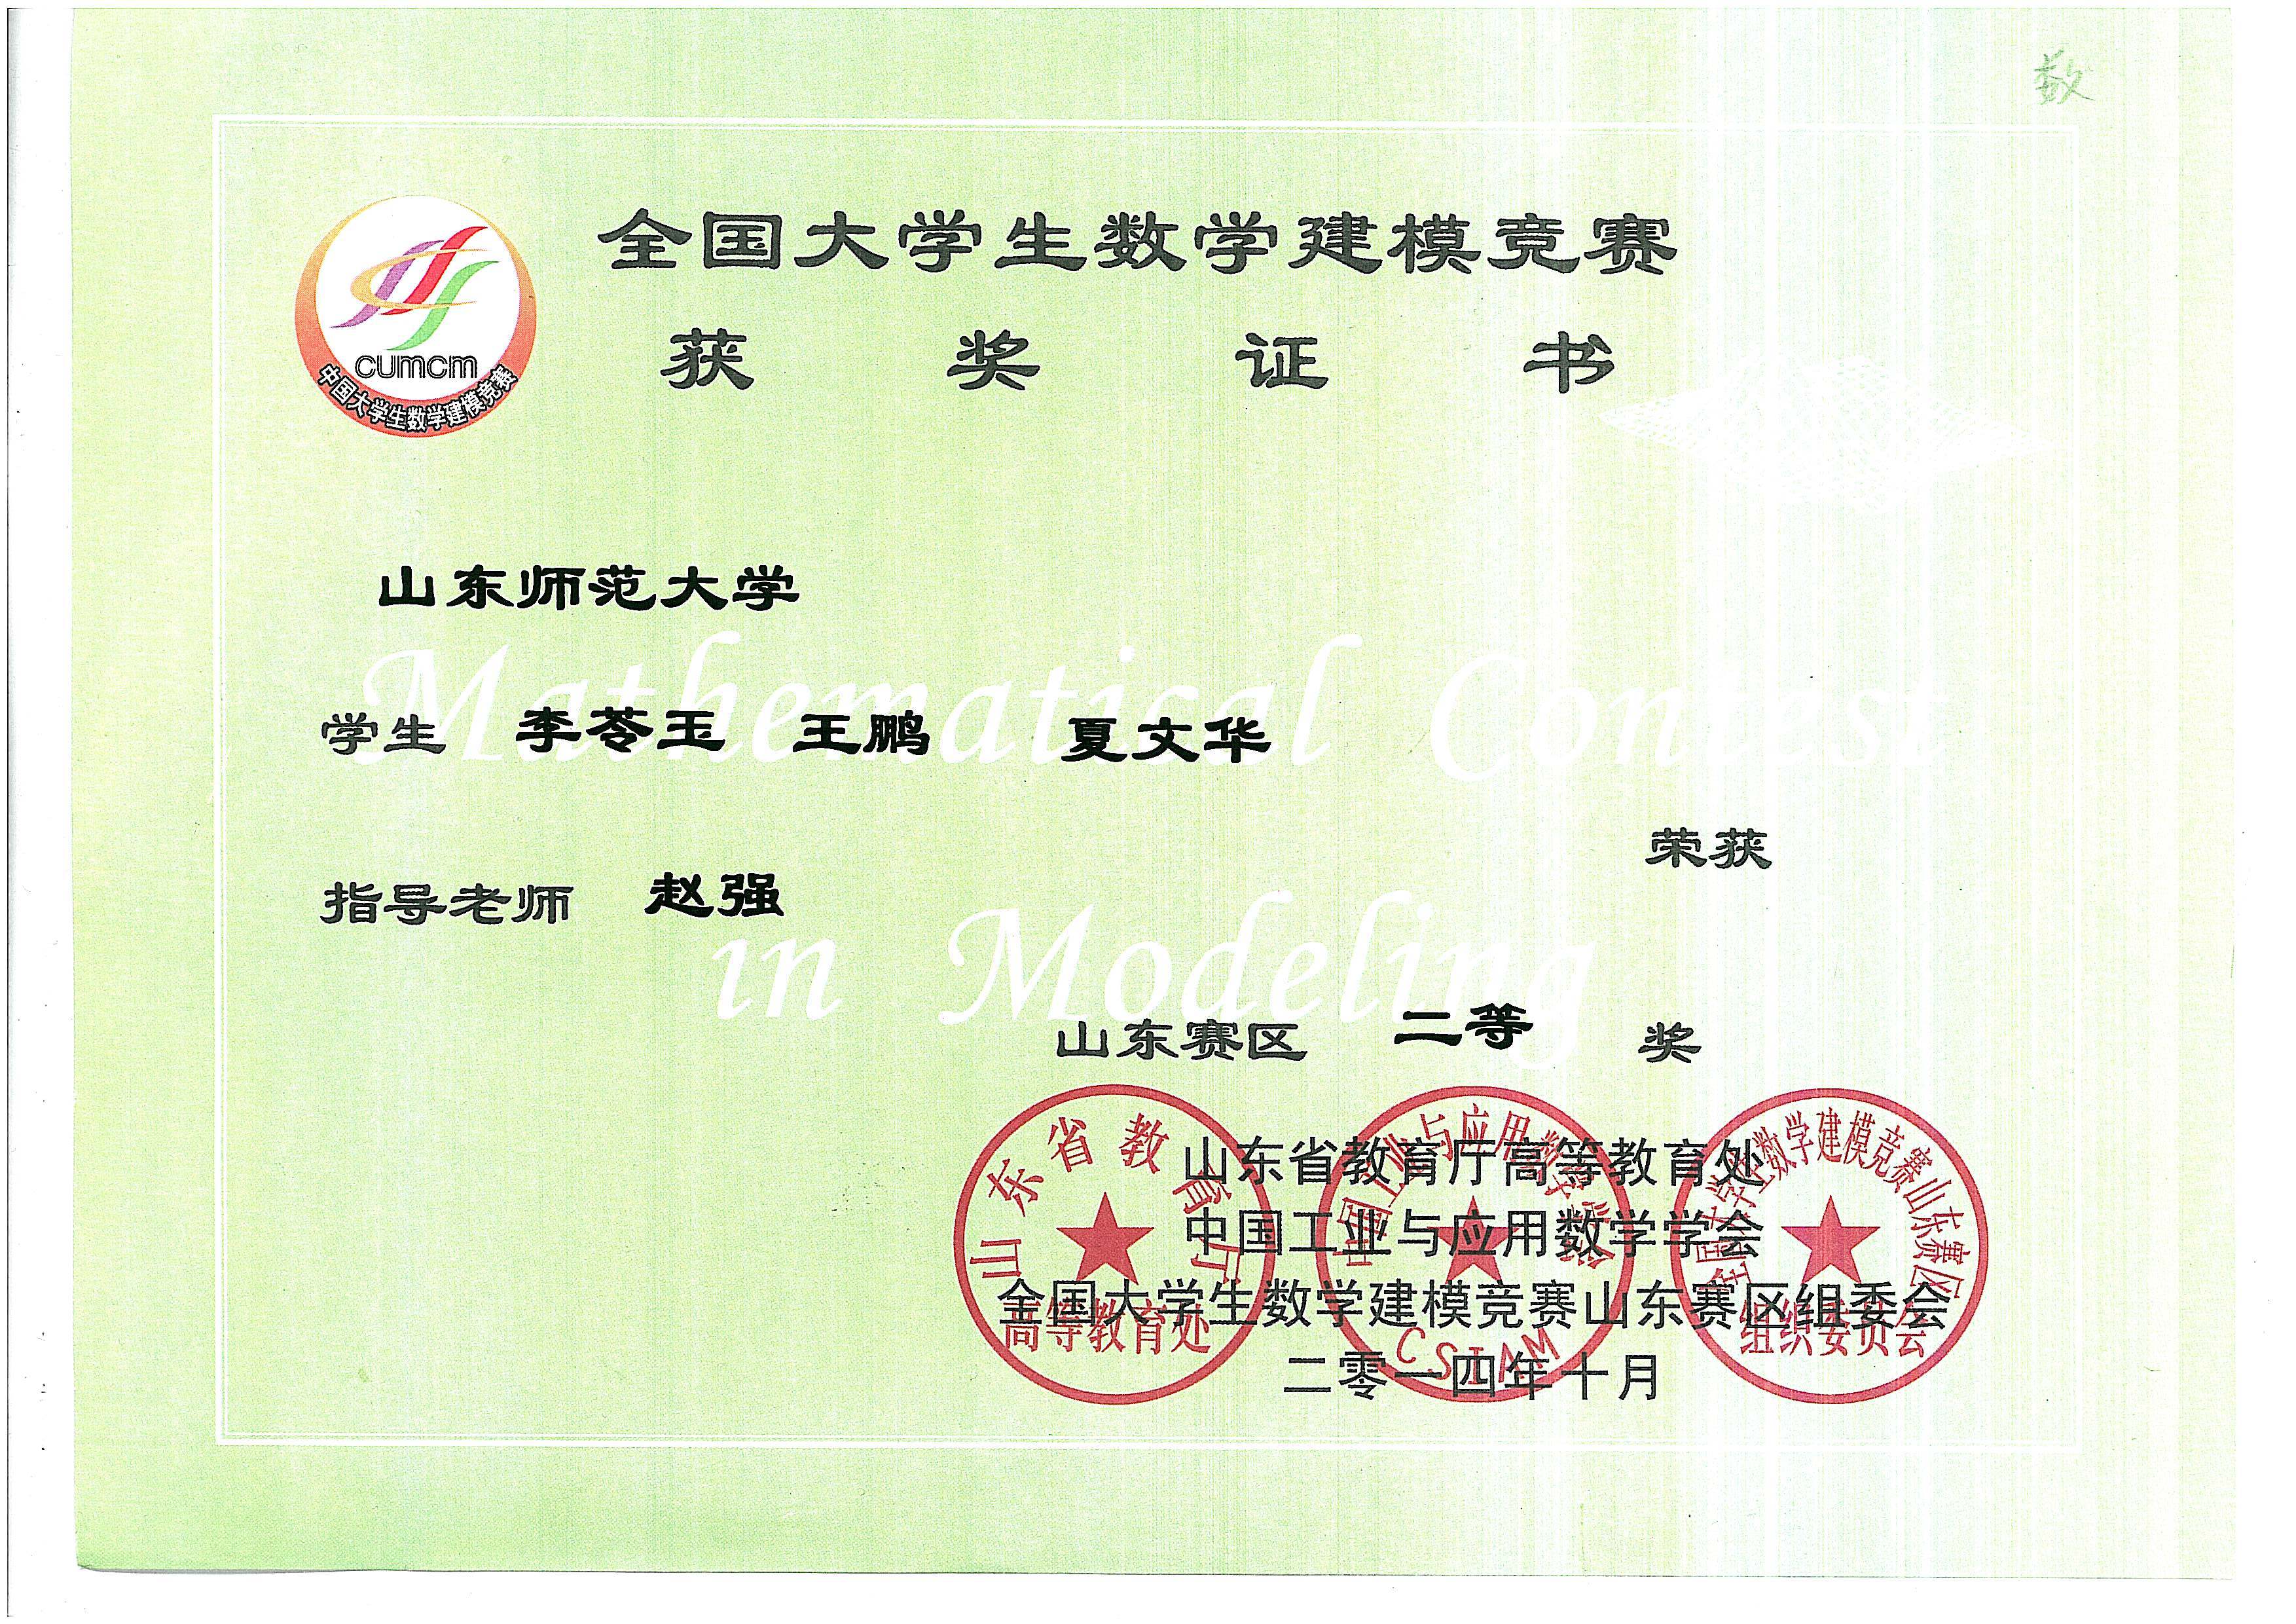 数
全国大学生数学建模竞赛
获奖证书
cumcm
中国大学生数学建模竞赛
山东师范大学
Mathematical Contest
学生 李苓玉 王鹏 夏文华
荣获
指导老师 赵强
in Modeling
山东赛区 二等 奖
山东省教育厅高等教育处
中国工业与应用数学学会
全国大学生数学建模竞赛山东赛区组委会
二零一四年十月
山东省教育厅
高等教育处
中国工业与应用数学学会
CSIAM
全国大学生数学建模竞赛山东赛区
组织委员会